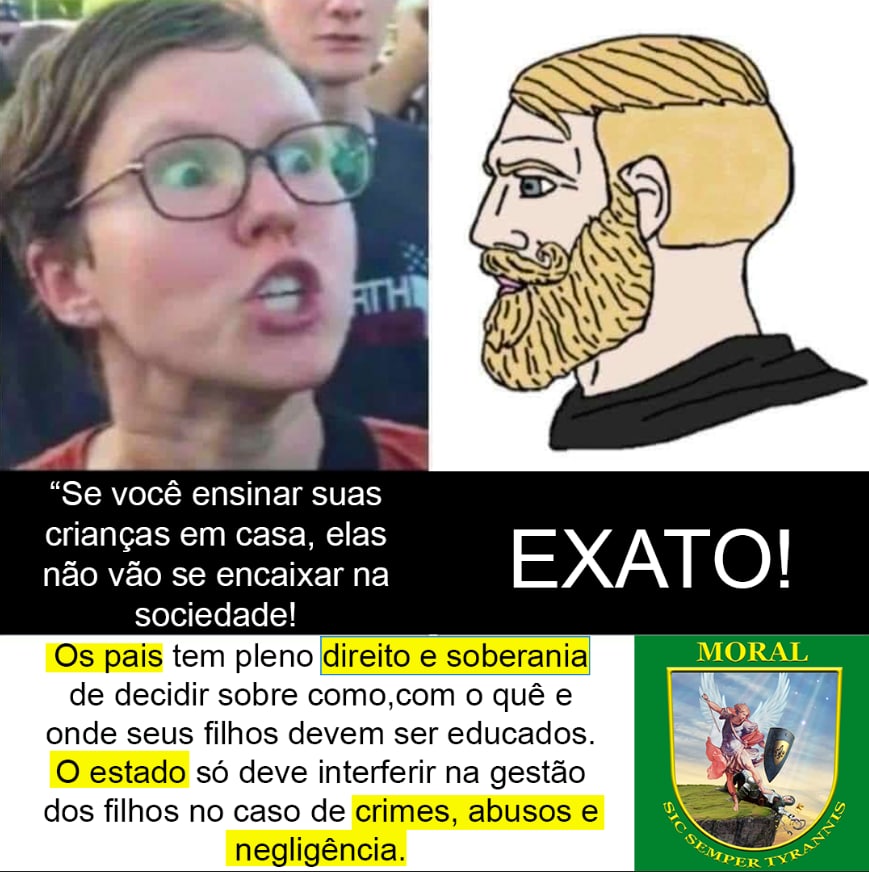 ATH
“Se você ensinar suas
crianças em casa, elas
não vão se encaixar na
sociedade!
EXATO!
Os pais tem pleno direito e soberania
de decidir sobre como,com o quê e
onde seus filhos devem ser educados.
O estado só deve interferir na gestão
dos filhos no caso de crimes, abusos e
negligência.
MORAL
SIC SEMPER TYRANNIS